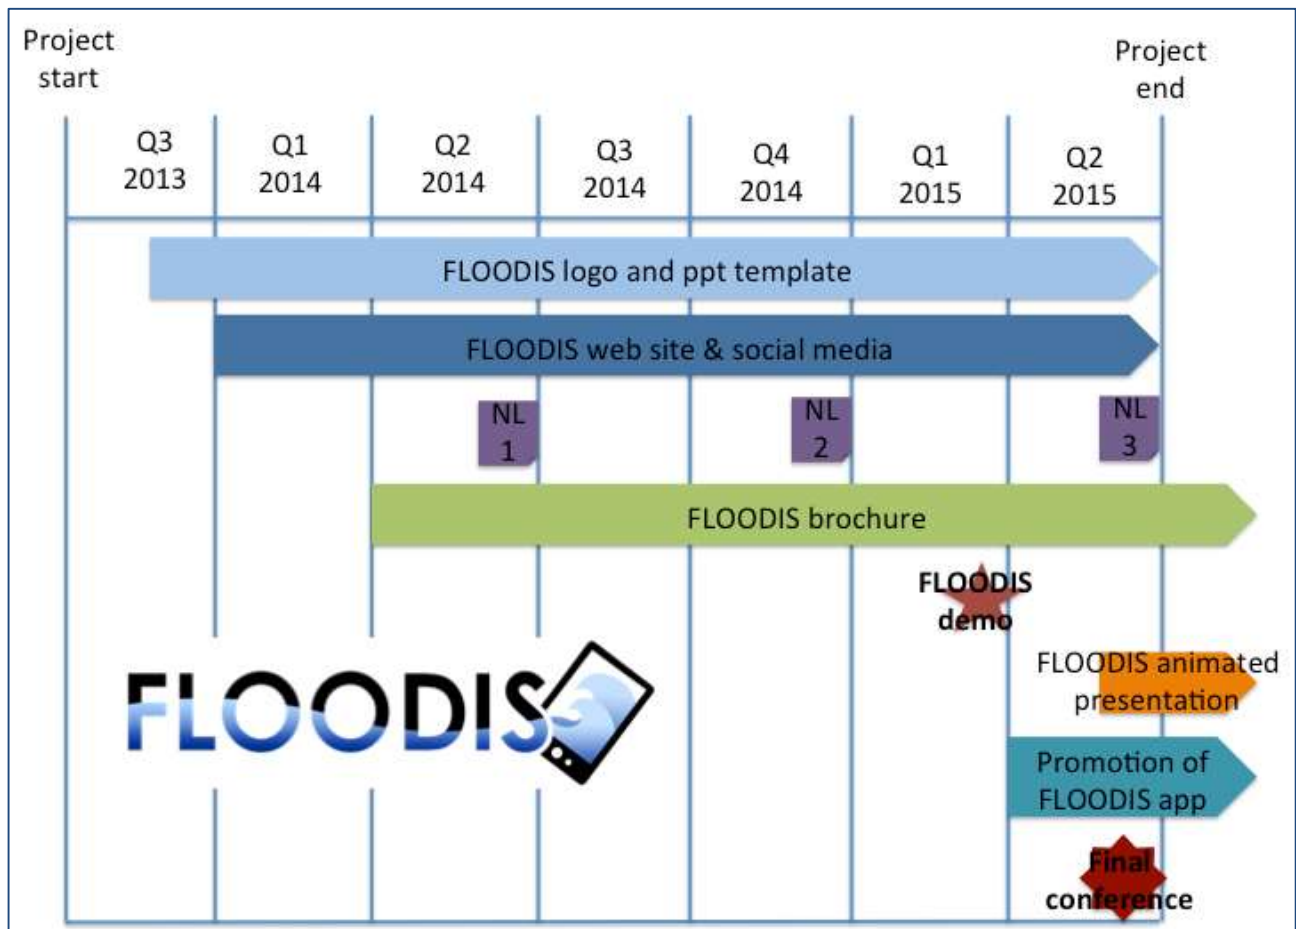 Project
start
Project
end
Q3
2013
Q1
2014
Q2
2014
Q3
2014
Q4
2014
Q1
2015
Q2
2015
FLOODIS logo and ppt template
FLOODIS web site & social media
NL
1
NL
2
NL
3
FLOODIS brochure
FLOODIS
demo
FLOODIS animated
presentation
FLOODIS
Promotion of
FLOODIS app
Final
conference